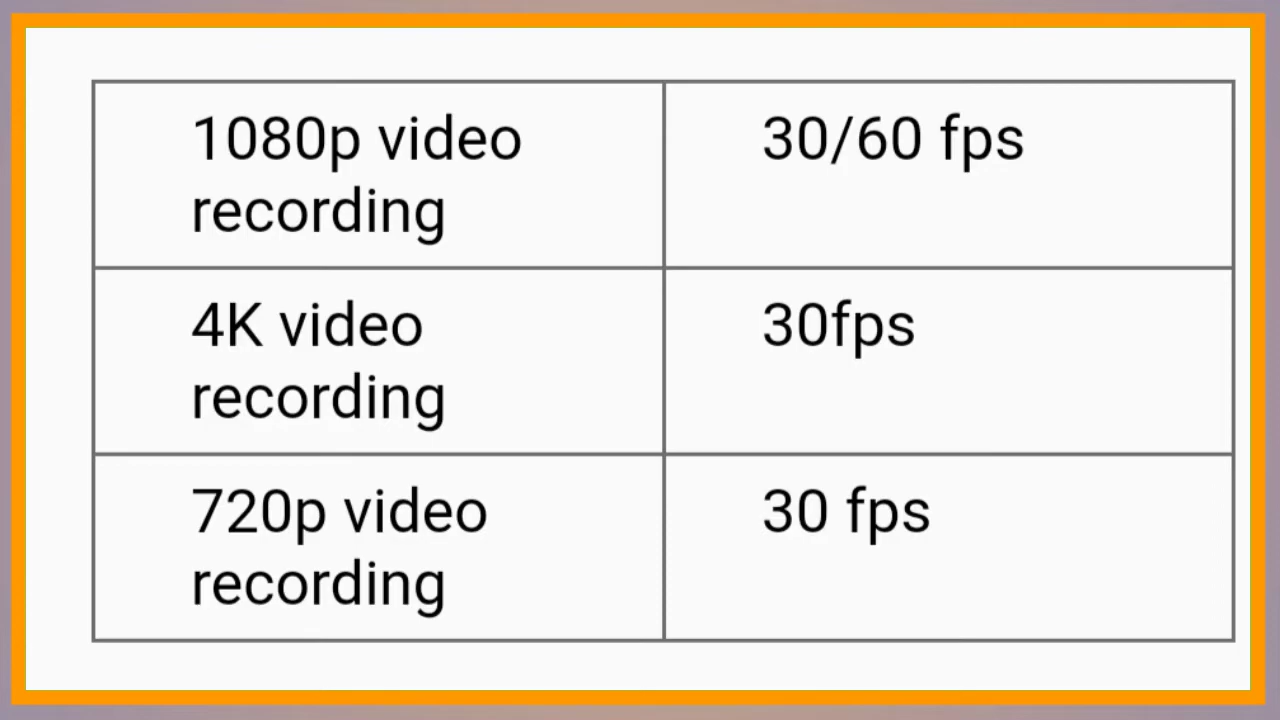 1080p video
recording
30/60 fps
4K video
recording
30fps
720p video
recording
30 fps